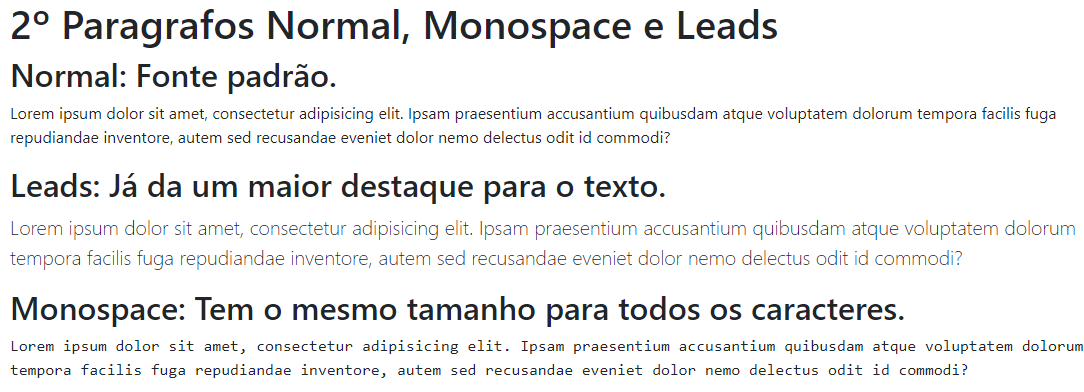 2º Paragrafos Normal, Monospace e Leads
Normal: Fonte padrão.
Lorem ipsum dolor sit amet, consectetur adipisicing elit. Ipsam praesentium accusantium quibusdam atque voluptatem dolorum tempora facilis fuga
repudiandae inventore, autem sed recusandae eveniet dolor nemo delectus odit id commodi?
Leads: Já da um maior destaque para o texto.
Lorem ipsum dolor sit amet, consectetur adipisicing elit. Ipsam praesentium accusantium quibusdam atque voluptatem dolorum
tempora facilis fuga repudiandae inventore, autem sed recusandae eveniet dolor nemo delectus odit id commodi?
Monospace: Tem o mesmo tamanho para todos os caracteres.
Lorem ipsum dolor sit amet, consectetur adipisicing elit. Ipsam praesentium accusantium quibusdam atque voluptatem dolorum
tempora facilis fuga repudiandae inventore, autem sed recusandae eveniet dolor nemo delectus odit id commodi?